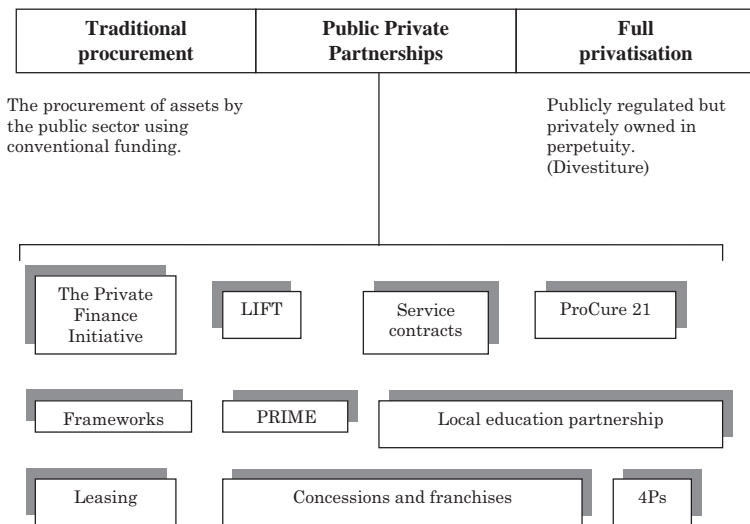 Traditional
procurement
Public Private
Partnerships
Full
privatisation
The procurement of assets by
the public sector using
conventional funding.
Publicly regulated but
privately owned in
perpetuity.
(Divestiture)
The Private
Finance
Initiative
LIFT
Service
contracts
ProCure 21
Frameworks
PRIME
Local education partnership
Leasing
Concessions and franchises
4Ps